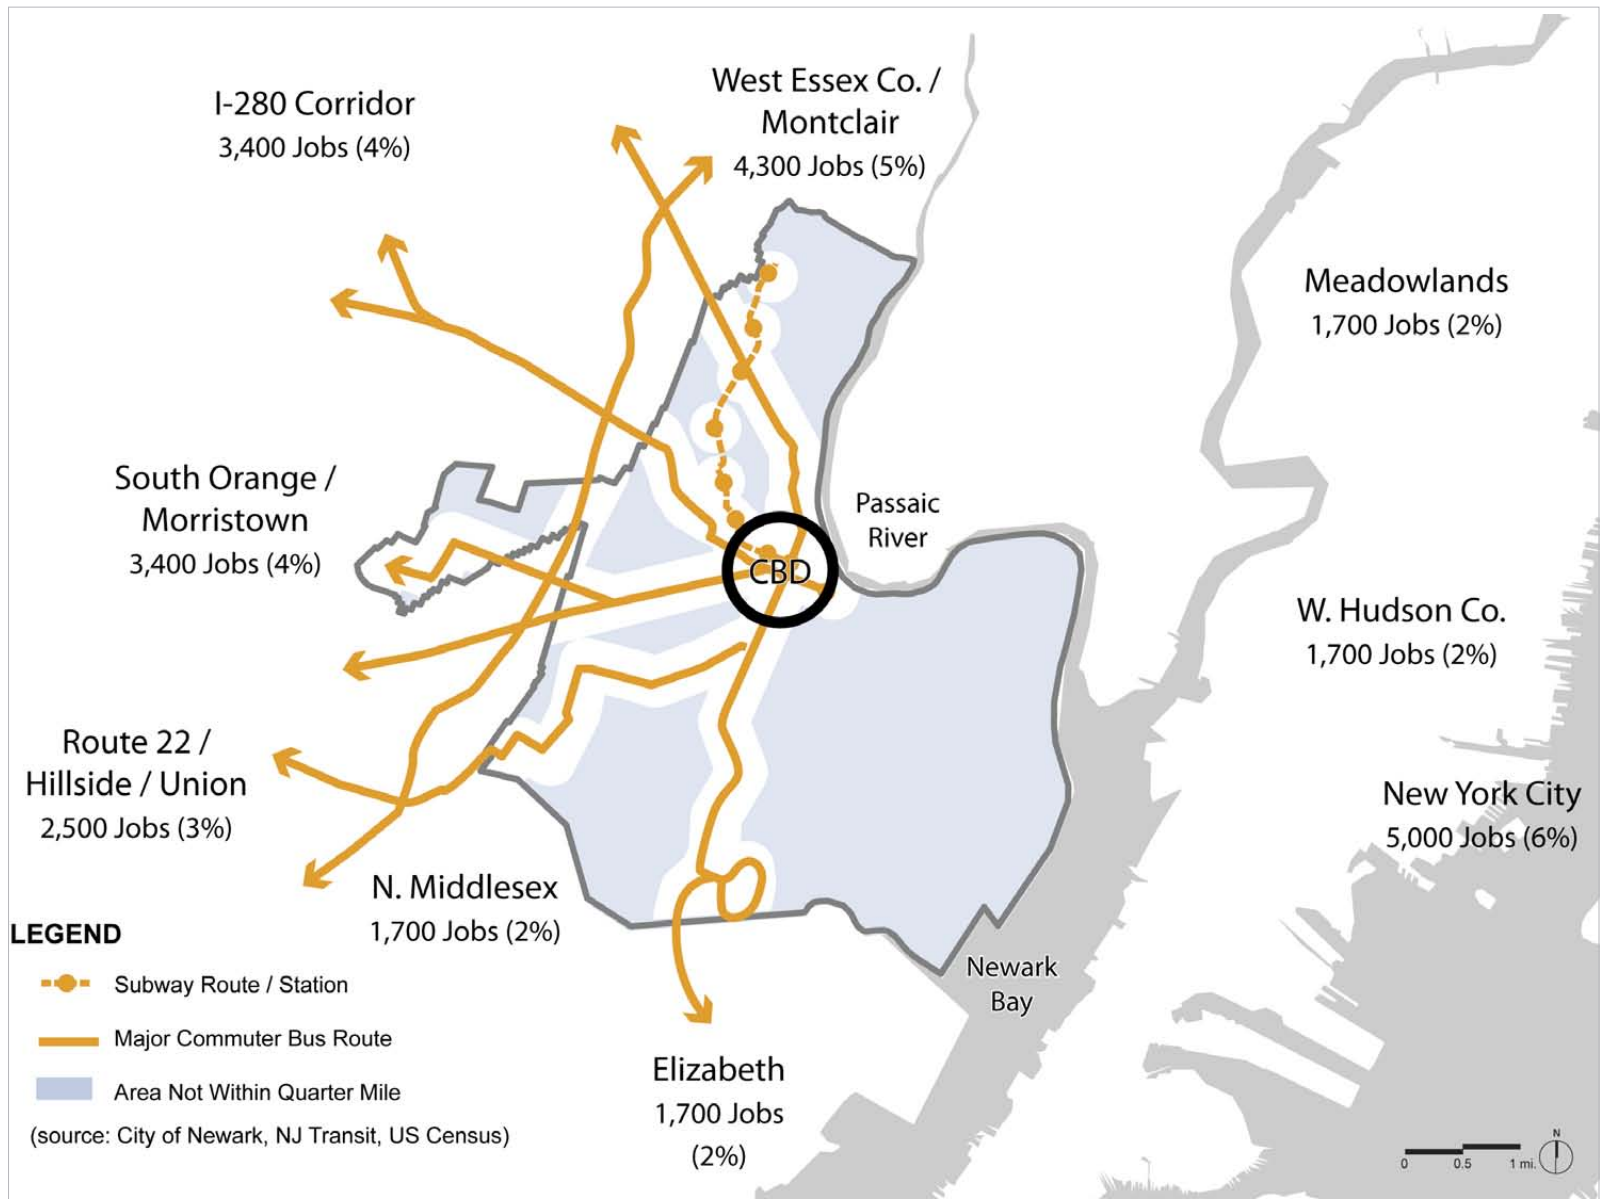 I-280 Corridor
3,400 Jobs (4%)
West Essex Co. /
Montclair
4,300 Jobs (5%)
Meadowlands
1,700 Jobs (2%)
South Orange /
Morristown
3,400 Jobs (4%)
Passaic
River
CBD
W. Hudson Co.
1,700 Jobs (2%)
Route 22 /
Hillside / Union
2,500 Jobs (3%)
New York City
5,000 Jobs (6%)
N. Middlesex
1,700 Jobs (2%)
Newark
Bay
Elizabeth
1,700 Jobs
(2%)
LEGEND
Subway Route / Station
Major Commuter Bus Route
Area Not Within Quarter Mile
(source: City of Newark, NJ Transit, US Census)
N
0 0.5 1 mi.